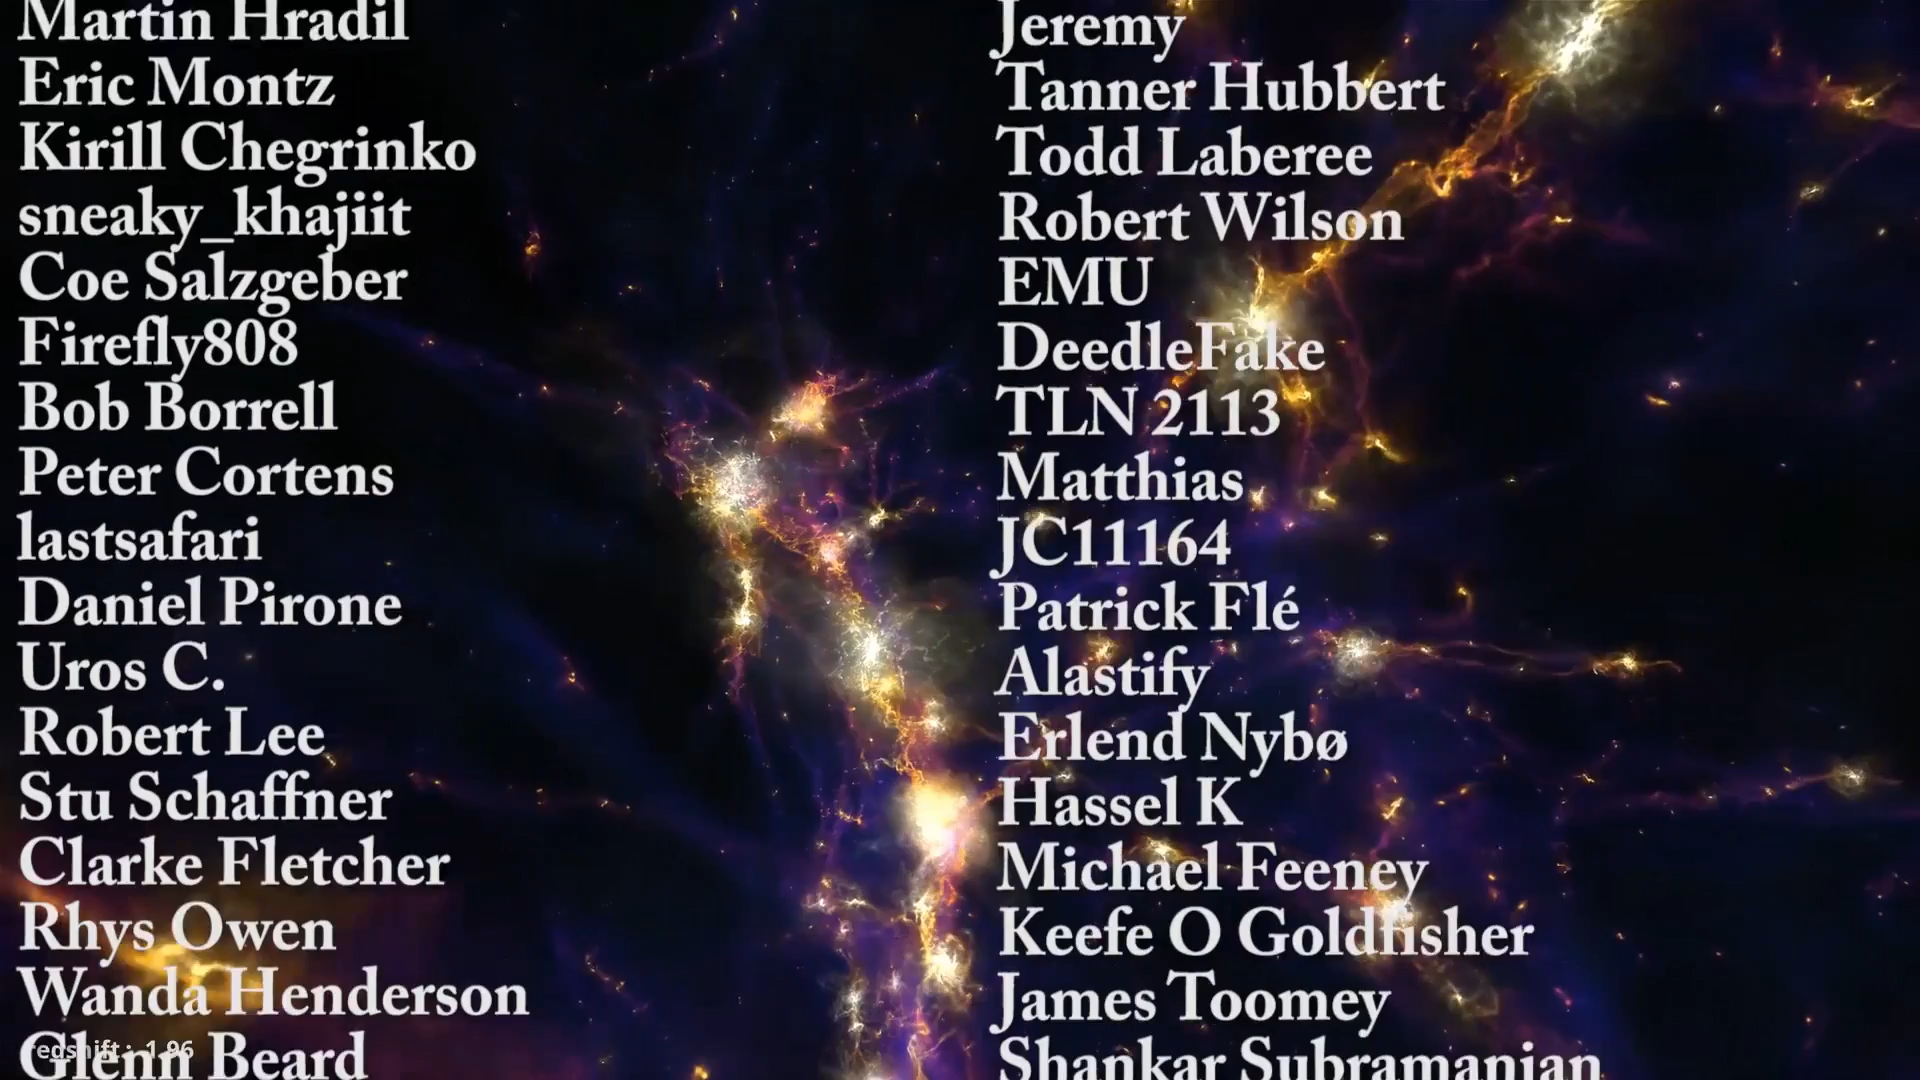 Martin Hradil
Eric Montz
Kirill Chegrinko
sneaky_khajiit
Coe Salzgeber
Firefly808
Bob Borrell
Peter Cortens
lastsafari
Daniel Pirone
Uros C.
Robert Lee
Stu Schaffner
Clarke Fletcher
Rhys Owen
Wanda Henderson
Glenn Beard
redshift: 1.96
Jeremy
Tanner Hubbert
Todd Laberee
Robert Wilson
EMU
DeedleFake
TLN 2113
Matthias
JC11164
Patrick Flé
Alastify
Erlend Nybø
Hassel K
Michael Feeney
Keefe O Goldfisher
James Toomey
Shankar Subramanian